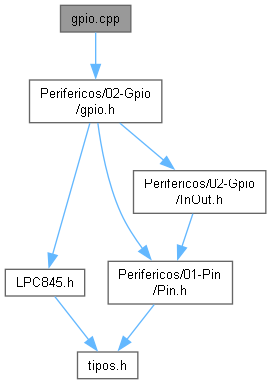 gpio.cpp
Perifericos/02-Gpio
/gpio.h
Perifericos/02-Gpio
/InOut.h
LPC845.h
Perifericos/01-Pin
/Pin.h
tipos.h